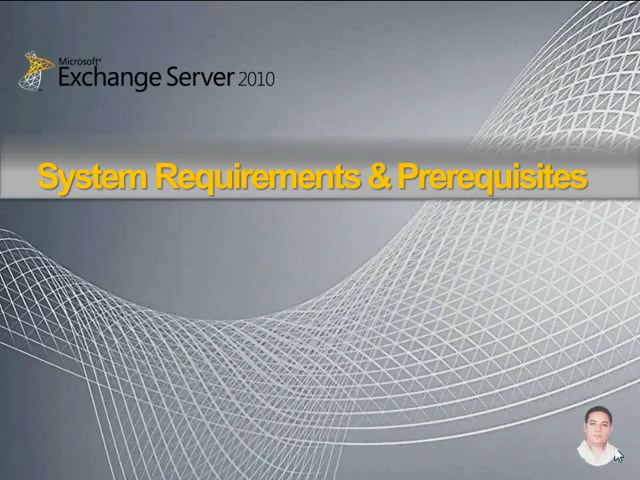 Microsoft®
Exchange Server 2010
System Requirements & Prerequisites